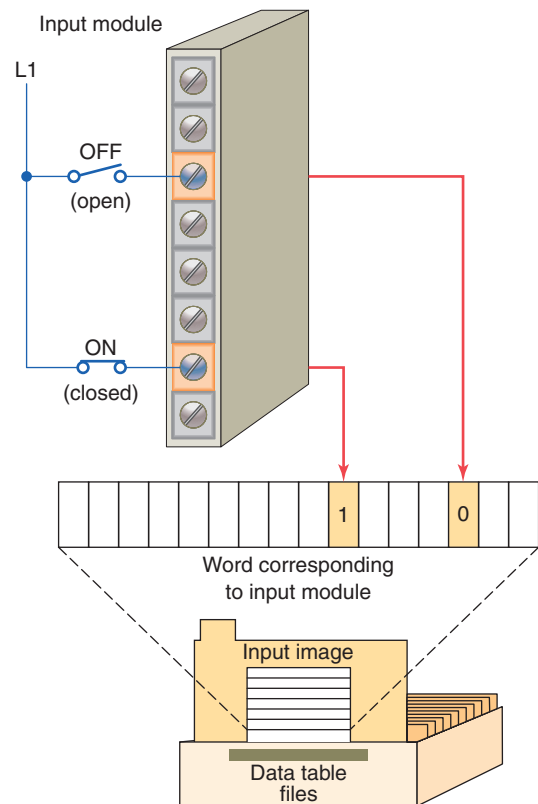 Input module
L1
OFF
(open)
ON
(closed)
1
0
Word corresponding
to input module
Input image
Data table
files